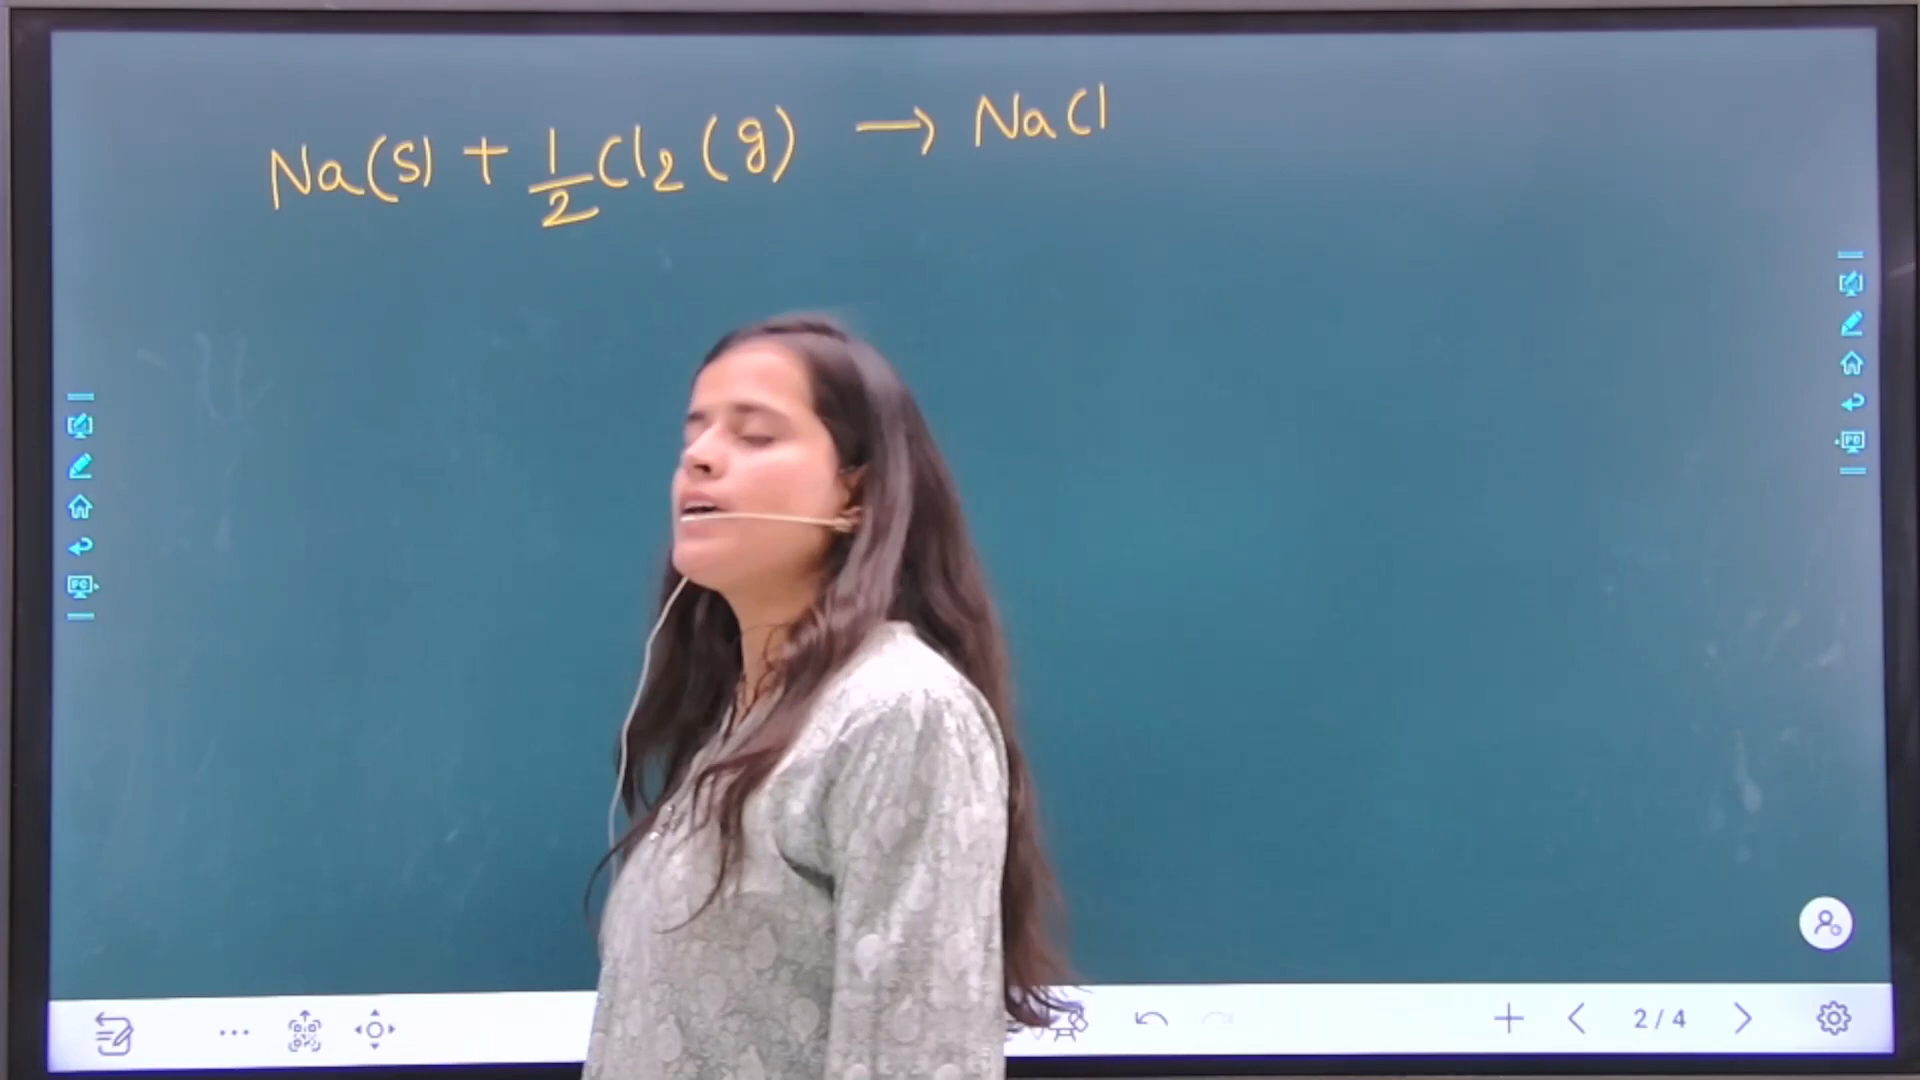 Na(s) + 1/2 Cl2 (g) → NaCl
2/4